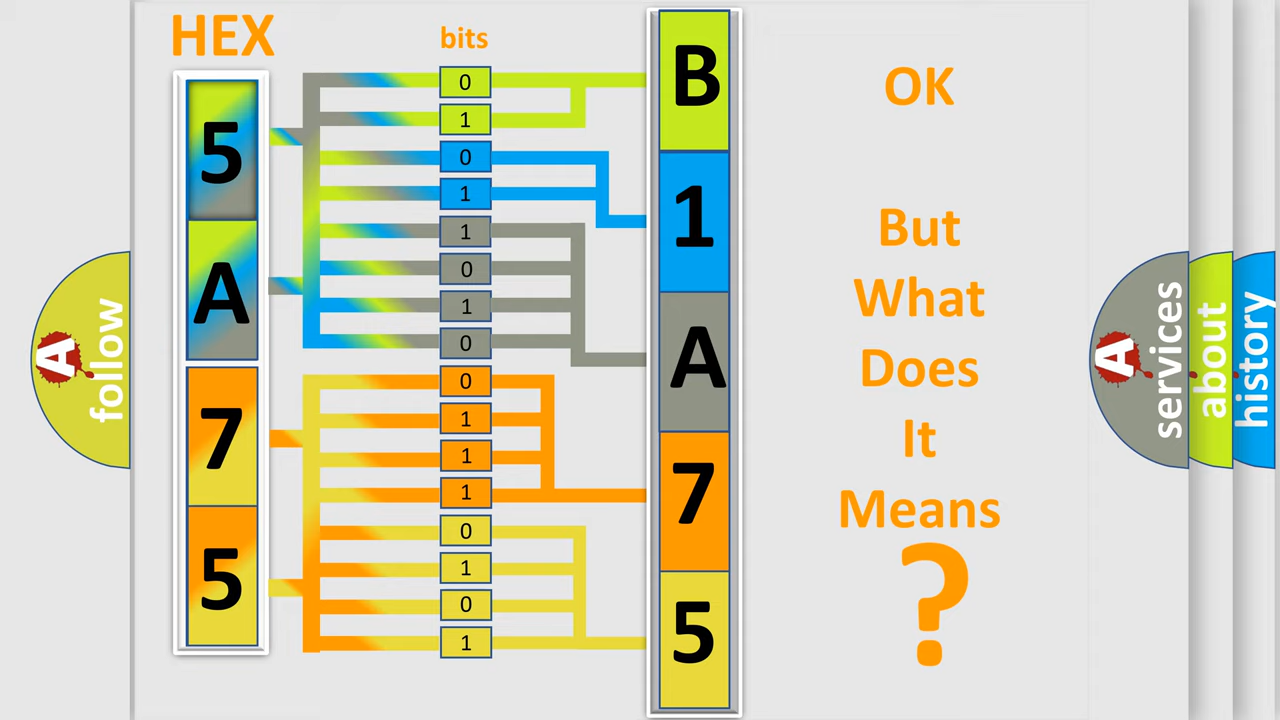 HEX
bits
5
A
7
5
0
1
0
1
1
0
1
0
0
1
1
1
0
1
0
1
B
1
A
7
5
OK
But
What
Does
It
Means
?
A
follow
A
services
about
history